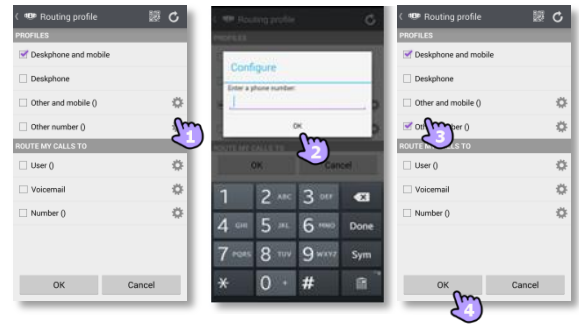 Routing profile
PROFILES
Deskphone and mobile
Deskphone
Other and mobile ()
Other number ()
1
ROUTE MY CALLS TO
User ()
Voicemail
Number ()
OK Cancel
Routing profile
PROFILES
Configure
Enter a phone number:
OK
2
ROUTE MY CALLS TO
OK Cancel
1 2 ABC 3 DEF
4 GHI 5 JKL 6 MNO Done
7 PQRS 8 TUV 9 WXYZ Sym
* 0 + #
Routing profile
PROFILES
Deskphone and mobile
Deskphone
Other and mobile ()
3
ROUTE MY CALLS TO
User ()
Voicemail
Number ()
OK Cancel
4